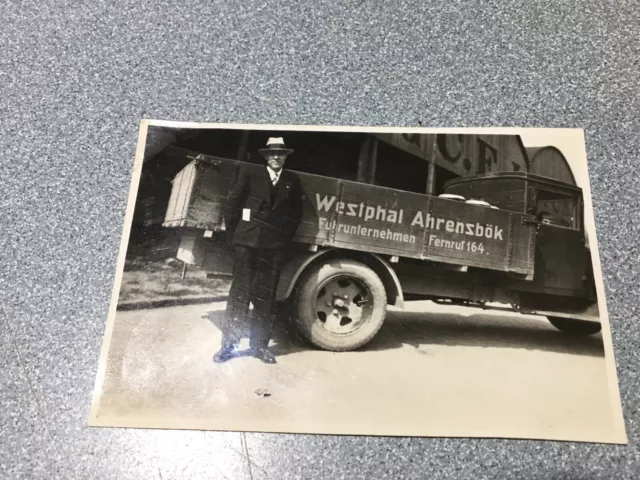 C.F.
Westphal Ahrensbök
Fuhrunternehmen Fernruf 164.